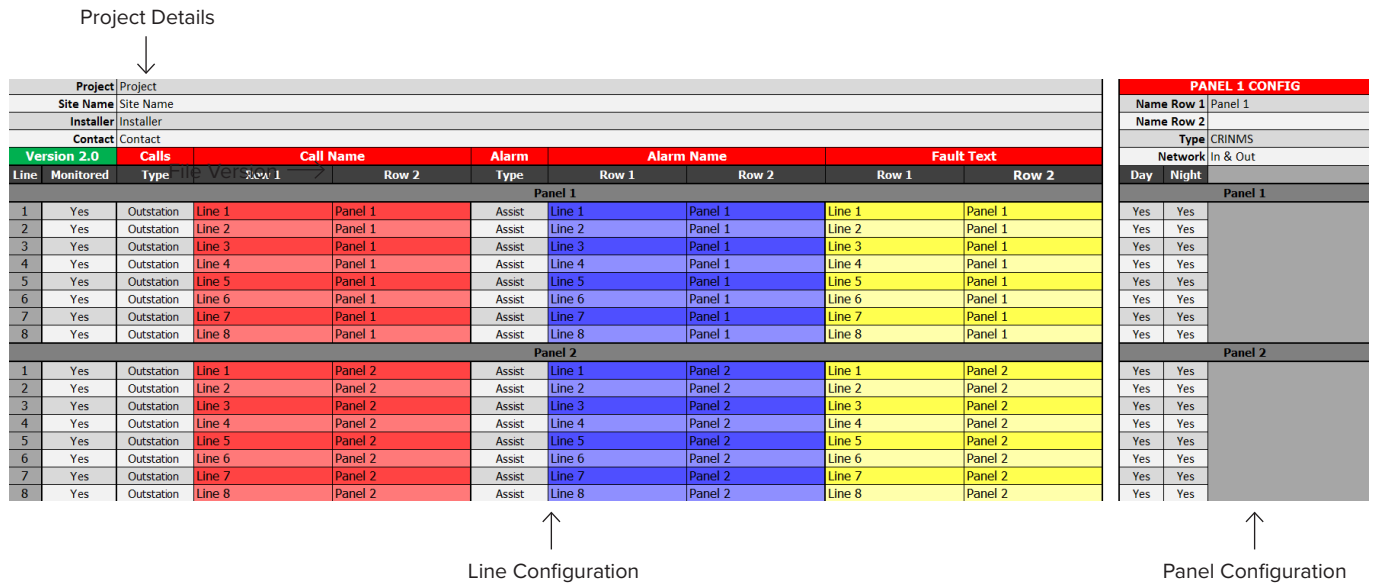 Project Details
Project Project PANEL 1 CONFIG
Site Name Site Name Name Row 1 Panel 1
Installer Installer Name Row 2
Contact Contact Type CRINMS
Version 2.0 Calls Call Name Alarm Alarm Name Fault Text Network In & Out
Line Monitored Type File Version Row 1 Row 2 Type Row 1 Row 2 Row 1 Row 2 Day Night
Panel 1 Panel 1
1 Yes Outstation Line 1 Panel 1 Assist Line 1 Panel 1 Line 1 Panel 1 Yes Yes
2 Yes Outstation Line 2 Panel 1 Assist Line 2 Panel 1 Line 2 Panel 1 Yes Yes
3 Yes Outstation Line 3 Panel 1 Assist Line 3 Panel 1 Line 3 Panel 1 Yes Yes
4 Yes Outstation Line 4 Panel 1 Assist Line 4 Panel 1 Line 4 Panel 1 Yes Yes
5 Yes Outstation Line 5 Panel 1 Assist Line 5 Panel 1 Line 5 Panel 1 Yes Yes
6 Yes Outstation Line 6 Panel 1 Assist Line 6 Panel 1 Line 6 Panel 1 Yes Yes
7 Yes Outstation Line 7 Panel 1 Assist Line 7 Panel 1 Line 7 Panel 1 Yes Yes
8 Yes Outstation Line 8 Panel 1 Assist Line 8 Panel 1 Line 8 Panel 1 Yes Yes
Panel 2 Panel 2
1 Yes Outstation Line 1 Panel 2 Assist Line 1 Panel 2 Line 1 Panel 2 Yes Yes
2 Yes Outstation Line 2 Panel 2 Assist Line 2 Panel 2 Line 2 Panel 2 Yes Yes
3 Yes Outstation Line 3 Panel 2 Assist Line 3 Panel 2 Line 3 Panel 2 Yes Yes
4 Yes Outstation Line 4 Panel 2 Assist Line 4 Panel 2 Line 4 Panel 2 Yes Yes
5 Yes Outstation Line 5 Panel 2 Assist Line 5 Panel 2 Line 5 Panel 2 Yes Yes
6 Yes Outstation Line 6 Panel 2 Assist Line 6 Panel 2 Line 6 Panel 2 Yes Yes
7 Yes Outstation Line 7 Panel 2 Assist Line 7 Panel 2 Line 7 Panel 2 Yes Yes
8 Yes Outstation Line 8 Panel 2 Assist Line 8 Panel 2 Line 8 Panel 2 Yes Yes
Line Configuration Panel Configuration